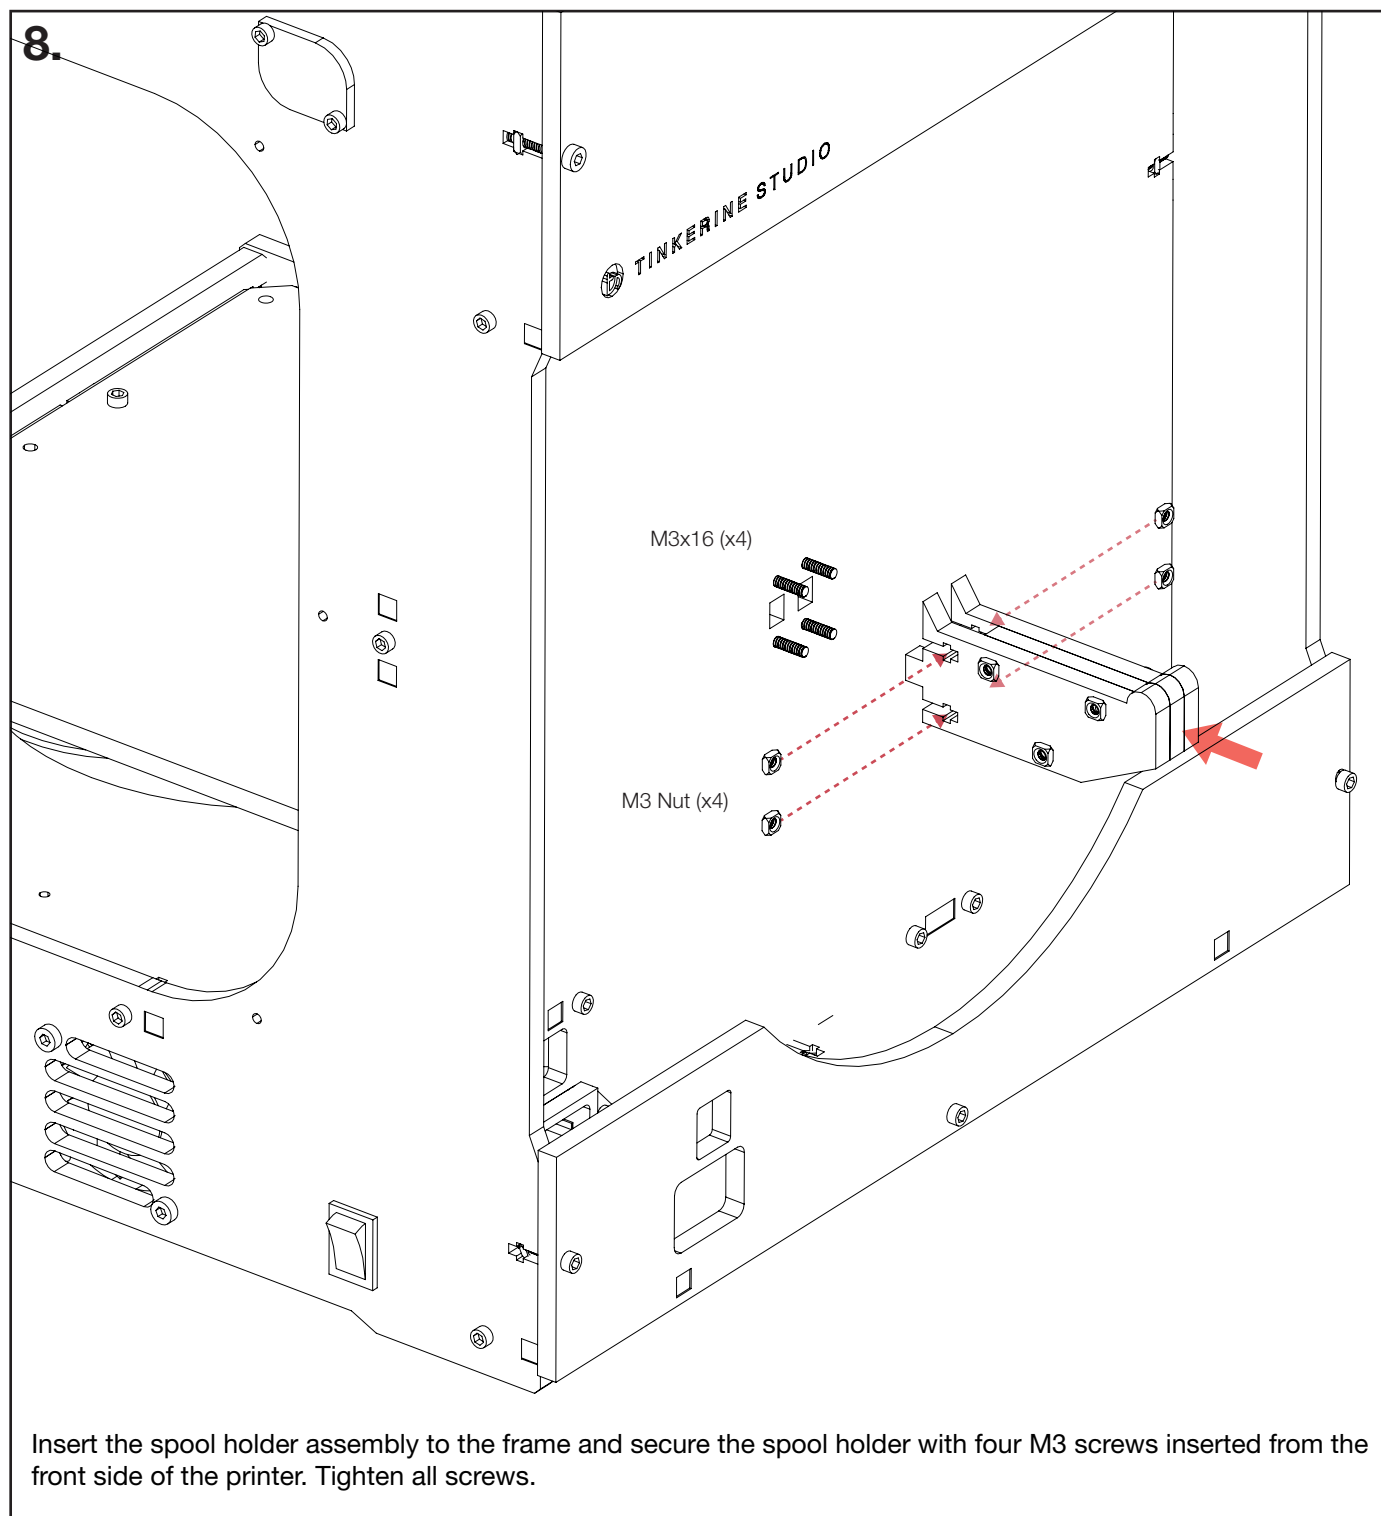 8.
TINKERINE STUDIO
M3x16 (x4)
M3 Nut (x4)
Insert the spool holder assembly to the frame and secure the spool holder with four M3 screws inserted from the
front side of the printer. Tighten all screws.